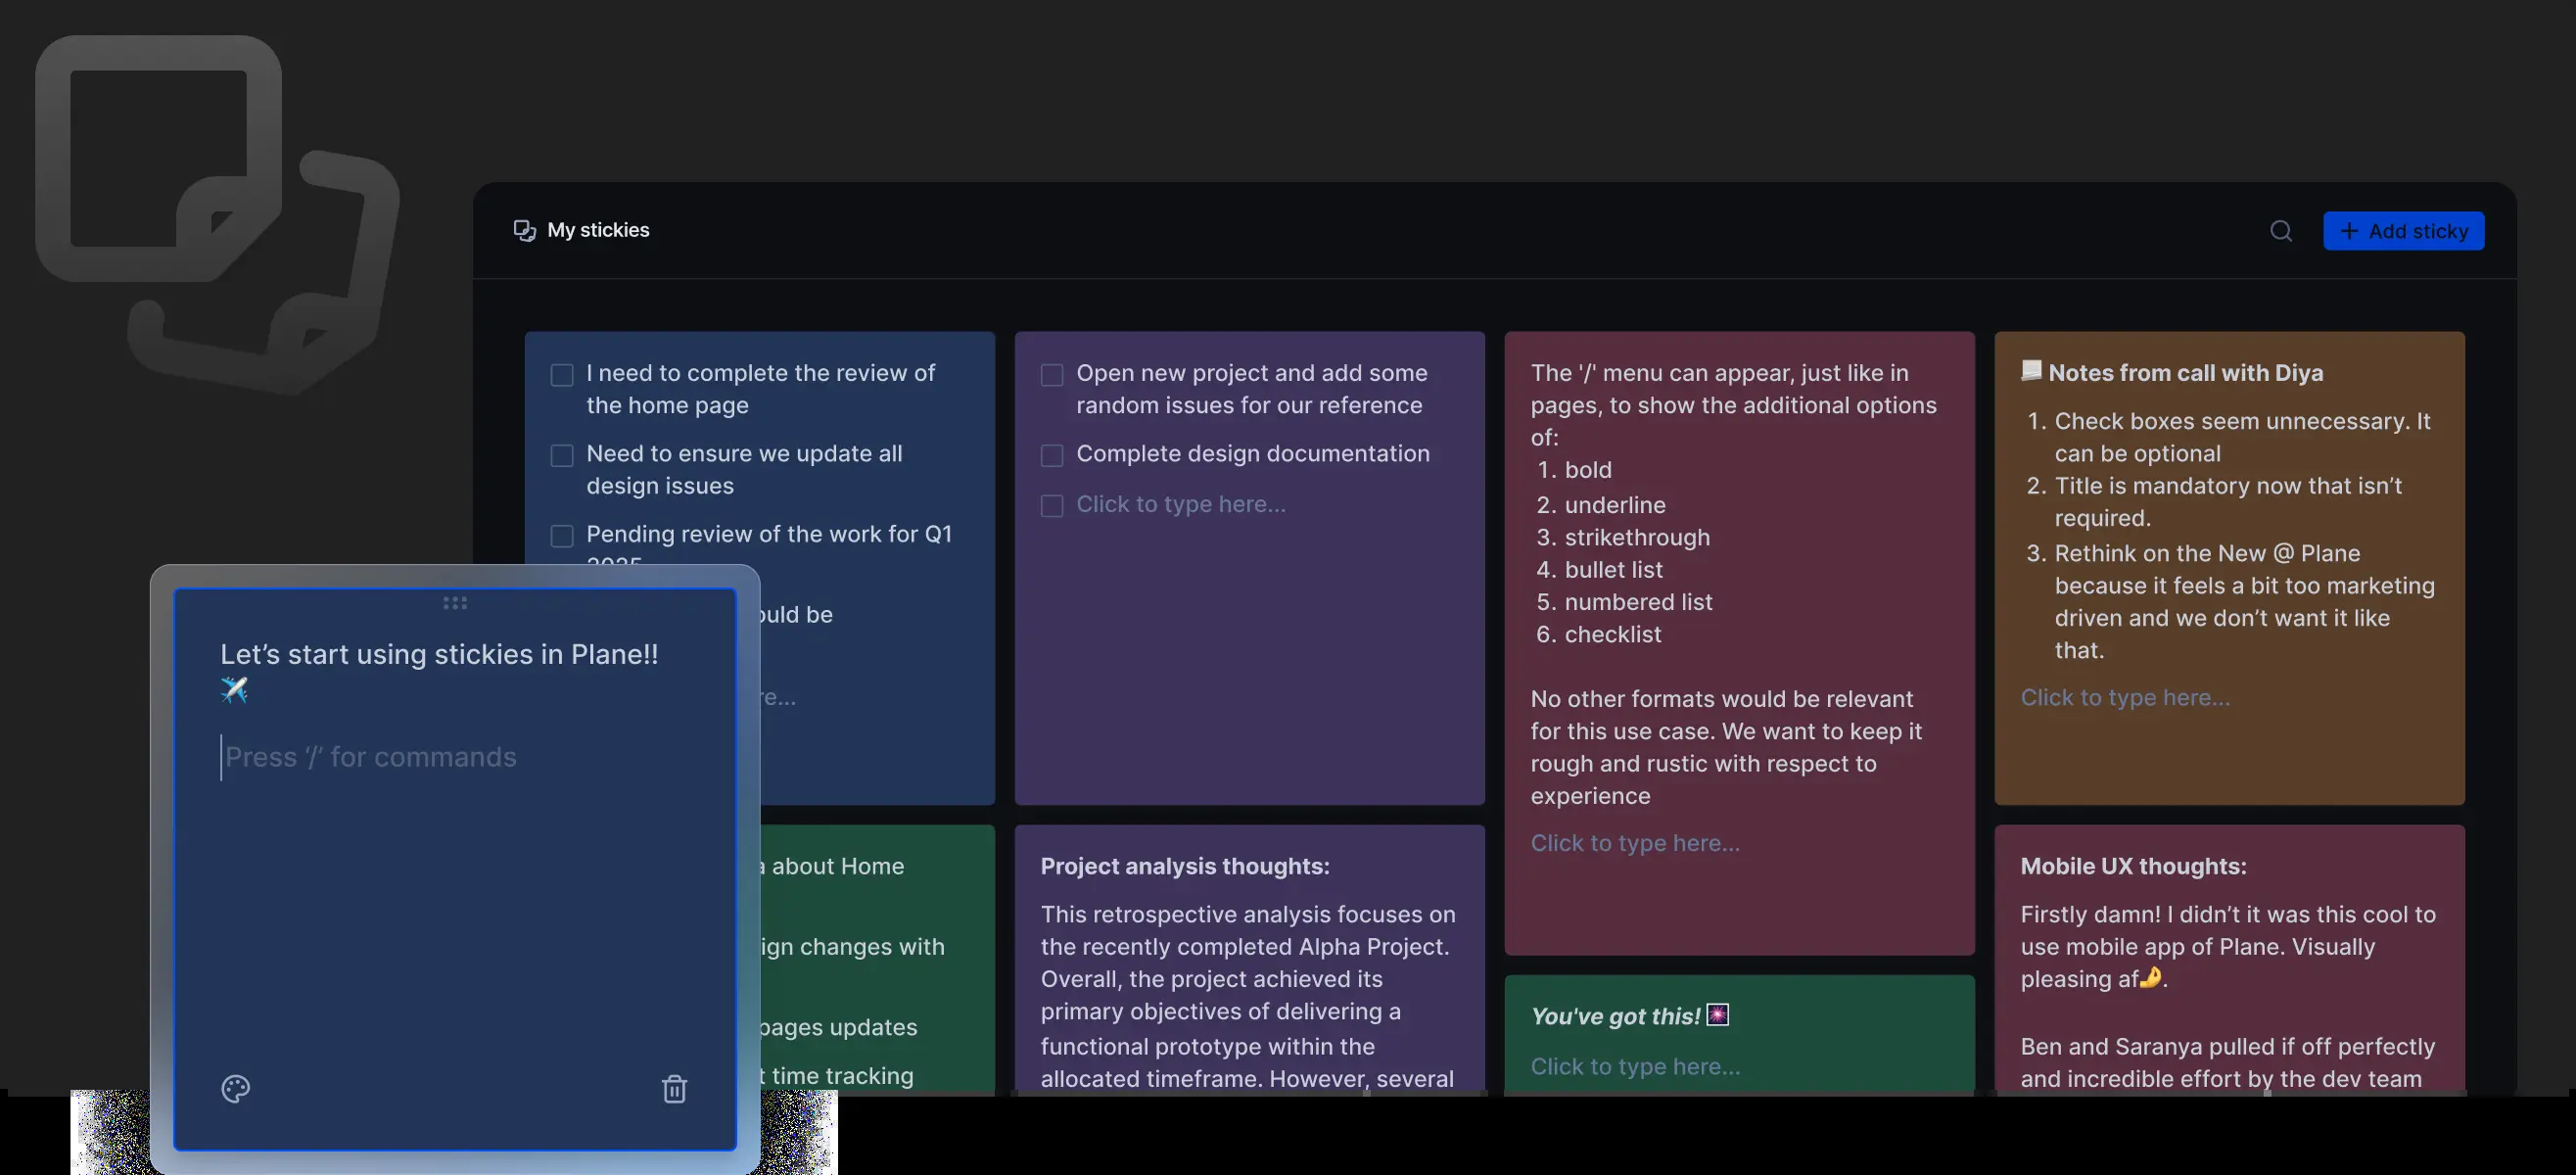 My stickies
Add sticky
I need to complete the review of
the home page
Need to ensure we update all
design issues
Pending review of the work for Q1
2025
be
Open new project and add some
random issues for our reference
Complete design documentation
Click to type here...
The '/' menu can appear, just like in
pages, to show the additional options
of:
1. bold
2. underline
3. strikethrough
4. bullet list
5. numbered list
6. checklist
No other formats would be relevant
for this use case. We want to keep it
rough and rustic with respect to
experience
Click to type here...
Notes from call with Diya
1. Check boxes seem unnecessary. It
can be optional
2. Title is mandatory now that isn’t
required.
3. Rethink on the New @ Plane
because it feels a bit too marketing
driven and we don’t want it like
that.
Click to type here...
Let’s start using stickies in Plane!!
✈️
Press ‘/’ for commands
about Home
changes with
pages updates
time tracking
Project analysis thoughts:
This retrospective analysis focuses on
the recently completed Alpha Project.
Overall, the project achieved its
primary objectives of delivering a
functional prototype within the
allocated timeframe. However, several
You've got this! 🎆
Click to type here...
Mobile UX thoughts:
Firstly damn! I didn’t it was this cool to
use mobile app of Plane. Visually
pleasing af🤌.
Ben and Saranya pulled if off perfectly
and incredible effort by the dev team